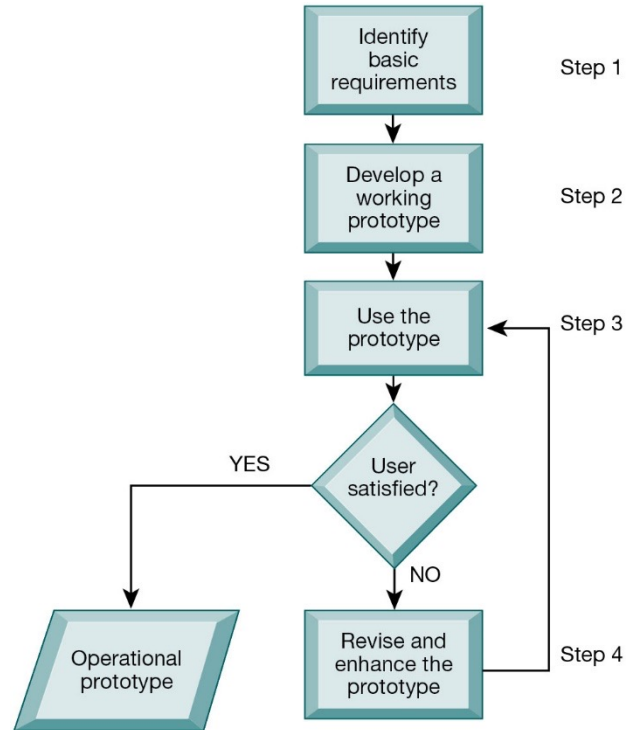 Identify
basic
requirements
Step 1
Develop a
working
prototype
Step 2
Use the
prototype
Step 3
User
satisfied?
YES
NO
Operational
prototype
Revise and
enhance the
prototype
Step 4